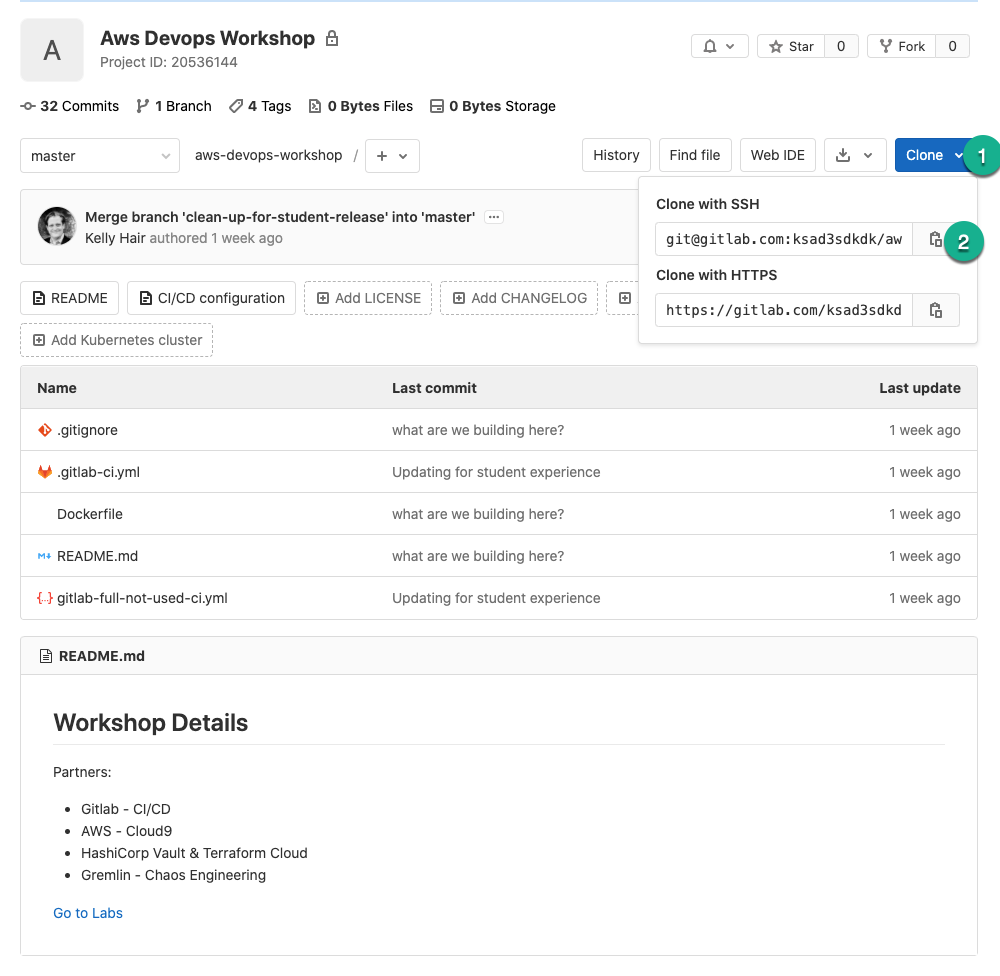 A
Aws Devops Workshop
Project ID: 20536144
Star 0
Fork 0
32 Commits 1 Branch 4 Tags 0 Bytes Files 0 Bytes Storage
master
aws-devops-workshop / +
History
Find file
Web IDE
Clone
1
Clone with SSH
git@gitlab.com:ksad3sdkdk/aw
2
Clone with HTTPS
https://gitlab.com/ksad3sdkd
Merge branch 'clean-up-for-student-release' into 'master'
Kelly Hair authored 1 week ago
README
CI/CD configuration
Add LICENSE
Add CHANGELOG
Add Kubernetes cluster
Name Last commit Last update
.gitignore what are we building here? 1 week ago
.gitlab-ci.yml Updating for student experience 1 week ago
Dockerfile what are we building here? 1 week ago
README.md what are we building here? 1 week ago
gitlab-full-not-used-ci.yml Updating for student experience 1 week ago
README.md
Workshop Details
Partners:
• Gitlab - CI/CD
• AWS - Cloud9
• HashiCorp Vault & Terraform Cloud
• Gremlin - Chaos Engineering
Go to Labs